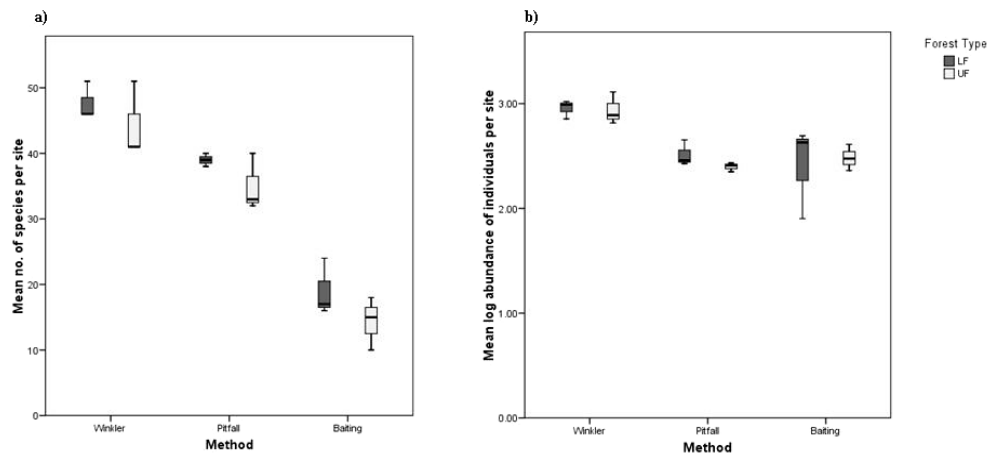 a)
Mean no. of species per site
50
40
30
20
10
0
Winkler Pitfall Baiting
Method
b)
Mean log abundance of individuals per site
3.00
2.00
1.00
0.00
Winkler Pitfall Baiting
Method
Forest Type
LF
UF